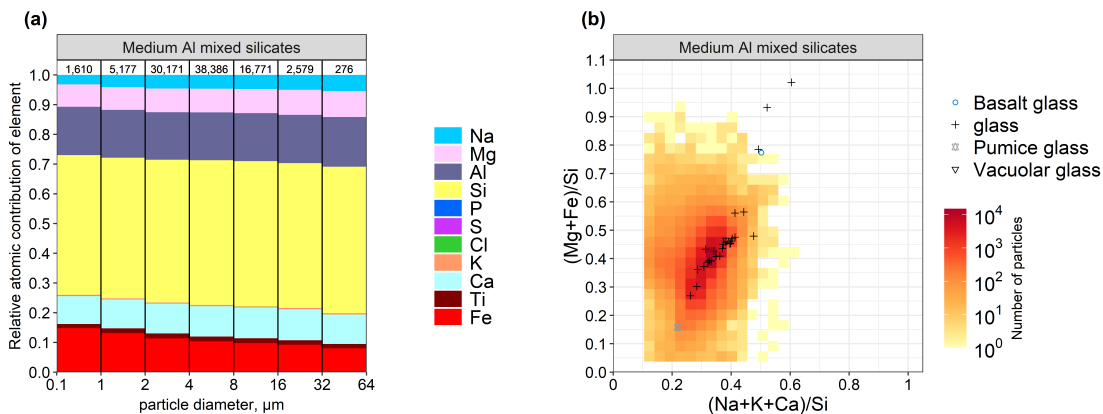 (a)
Medium Al mixed silicates
1,610 5,177 30,171 38,386 16,771 2,579 276
1.0
0.9
0.8
0.7
0.6
0.5
0.4
0.3
0.2
0.1
0.0
Relative atomic contribution of element
0.1 1 2 4 8 16 32 64
particle diameter, µm
Na
Mg
Al
Si
P
S
Cl
K
Ca
Ti
Fe
(b)
Medium Al mixed silicates
1.1
1.0
0.9
0.8
0.7
0.6
0.5
0.4
0.3
0.2
0.1
0.0
(Mg+Fe)/Si
0 0.2 0.4 0.6 0.8 1
(Na+K+Ca)/Si
Basalt glass
glass
Pumice glass
Vacuolar glass
10⁴
10³
10²
10¹
10⁰
Number of particles